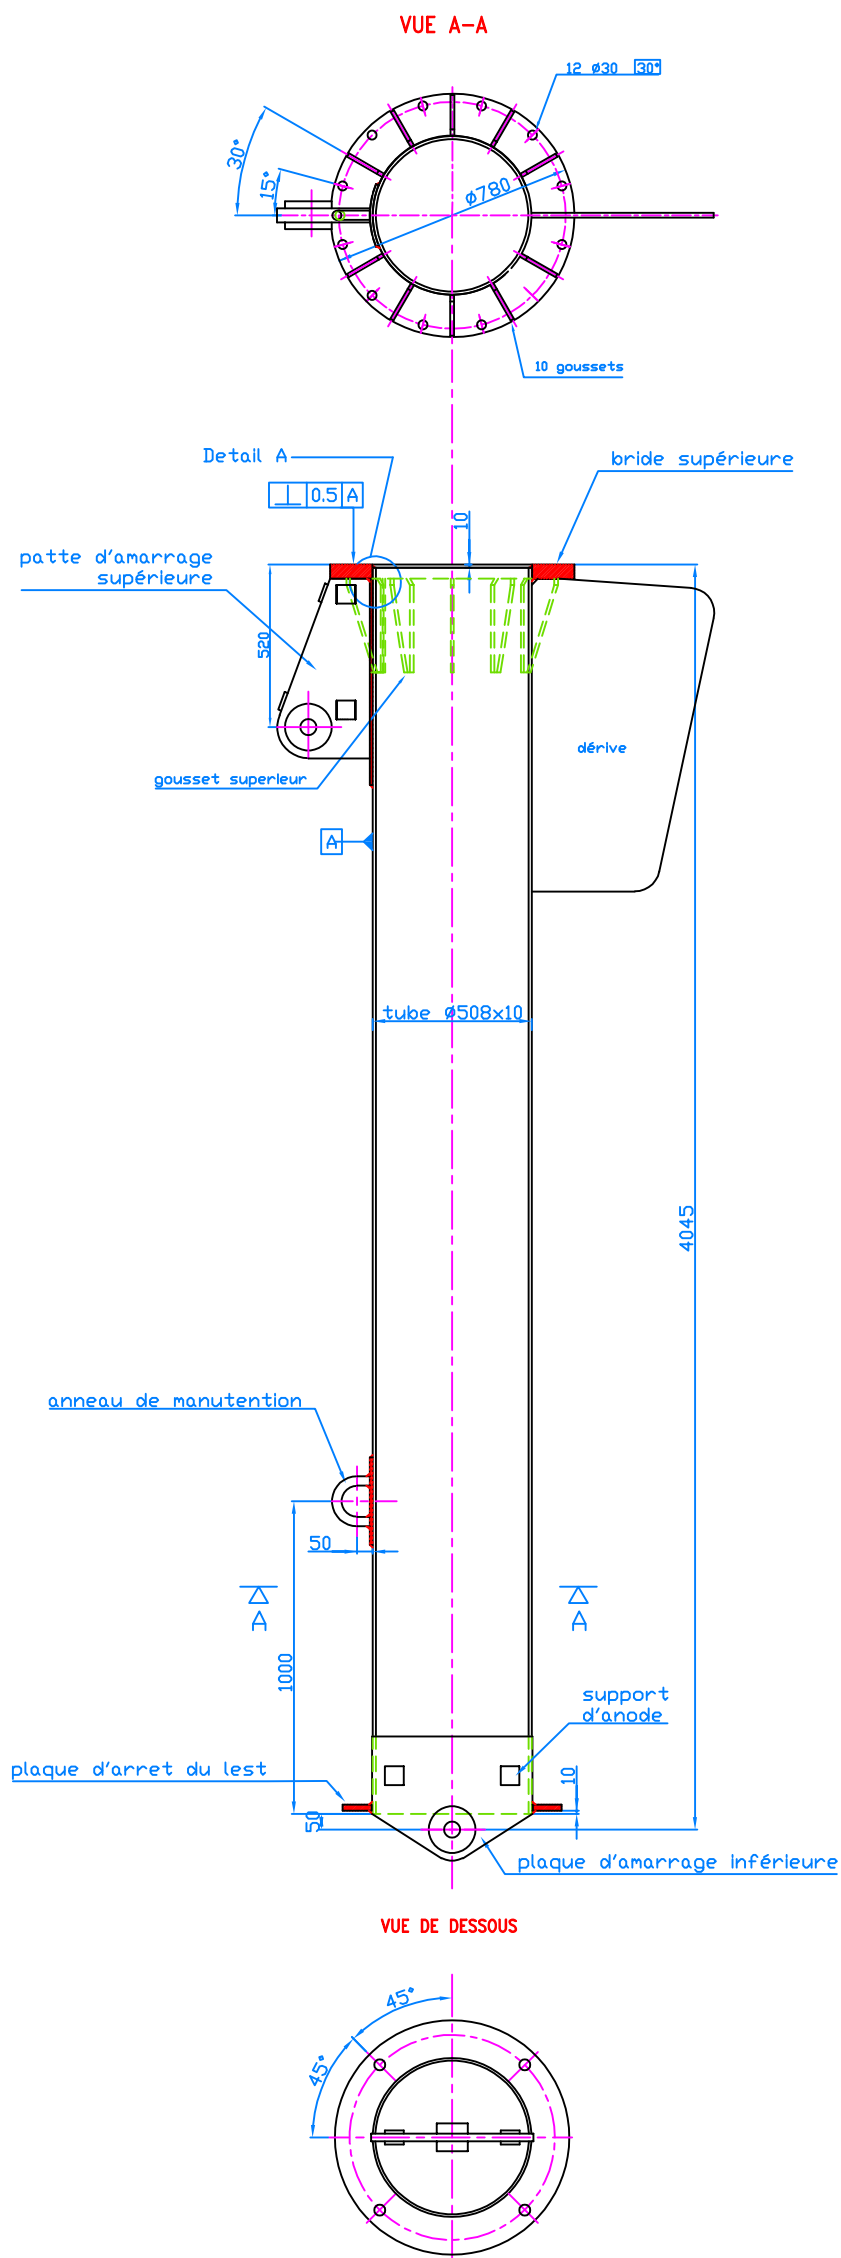 VUE A-A
12 ø30 30°
30°
15°
ø780
10 goussets
Detail A
bride supérieure
0.5 A
10
patte d'amarrage
supérieure
520
dérive
gousset superieur
A
tube Ø508x10
4045
anneau de manutention
50
A
A
1000
support
d'anode
plaque d'arret du lest
10
50
plaque d'amarrage inférieure
VUE DE DESSOUS
45°
45°